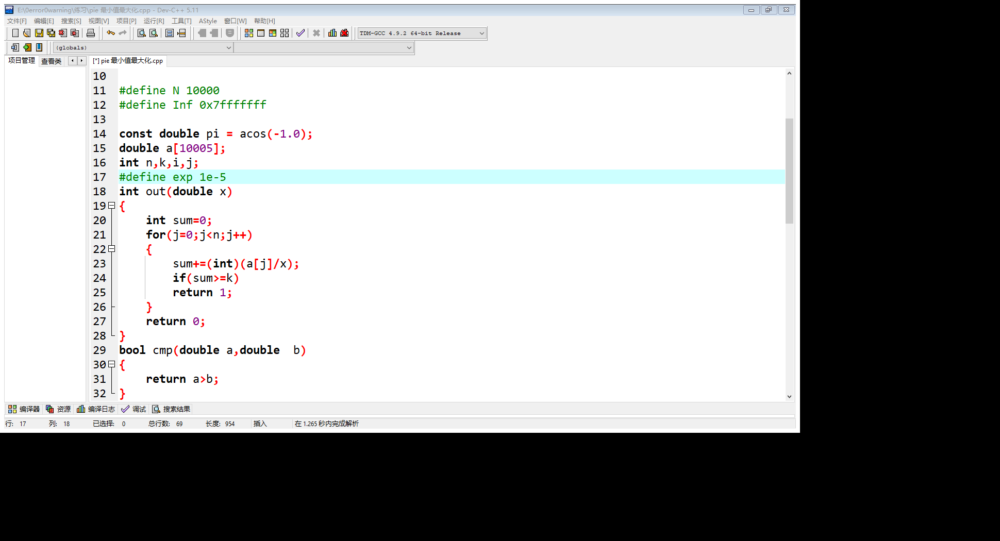 E:\0error0warning\练习\pie 最小值最大化.cpp - Dev-C++ 5.11
文件[F] 编辑[E] 搜索[S] 视图[V] 项目[P] 运行[R] 工具[T] AStyle 窗口[W] 帮助[H]
TDM-GCC 4.9.2 64-bit Release
(globals)
项目管理 查看类 [*] pie 最小值最大化.cpp
10
11 #define N 10000
12 #define Inf 0x7fffffff
13
14 const double pi = acos(-1.0);
15 double a[10005];
16 int n,k,i,j;
17 #define exp 1e-5
18 int out(double x)
19 {
20 int sum=0;
21 for(j=0;j<n;j++)
22 {
23 sum+=(int)(a[j]/x);
24 if(sum>=k)
25 return 1;
26 }
27 return 0;
28 }
29 bool cmp(double a,double  b)
30 {
31 return a>b;
32 }
编译器 资源 编译日志 调试 搜索结果
行: 17 列: 18 已选择: 0 总行数: 69 长度: 954 插入 在 1.265 秒内完成解析